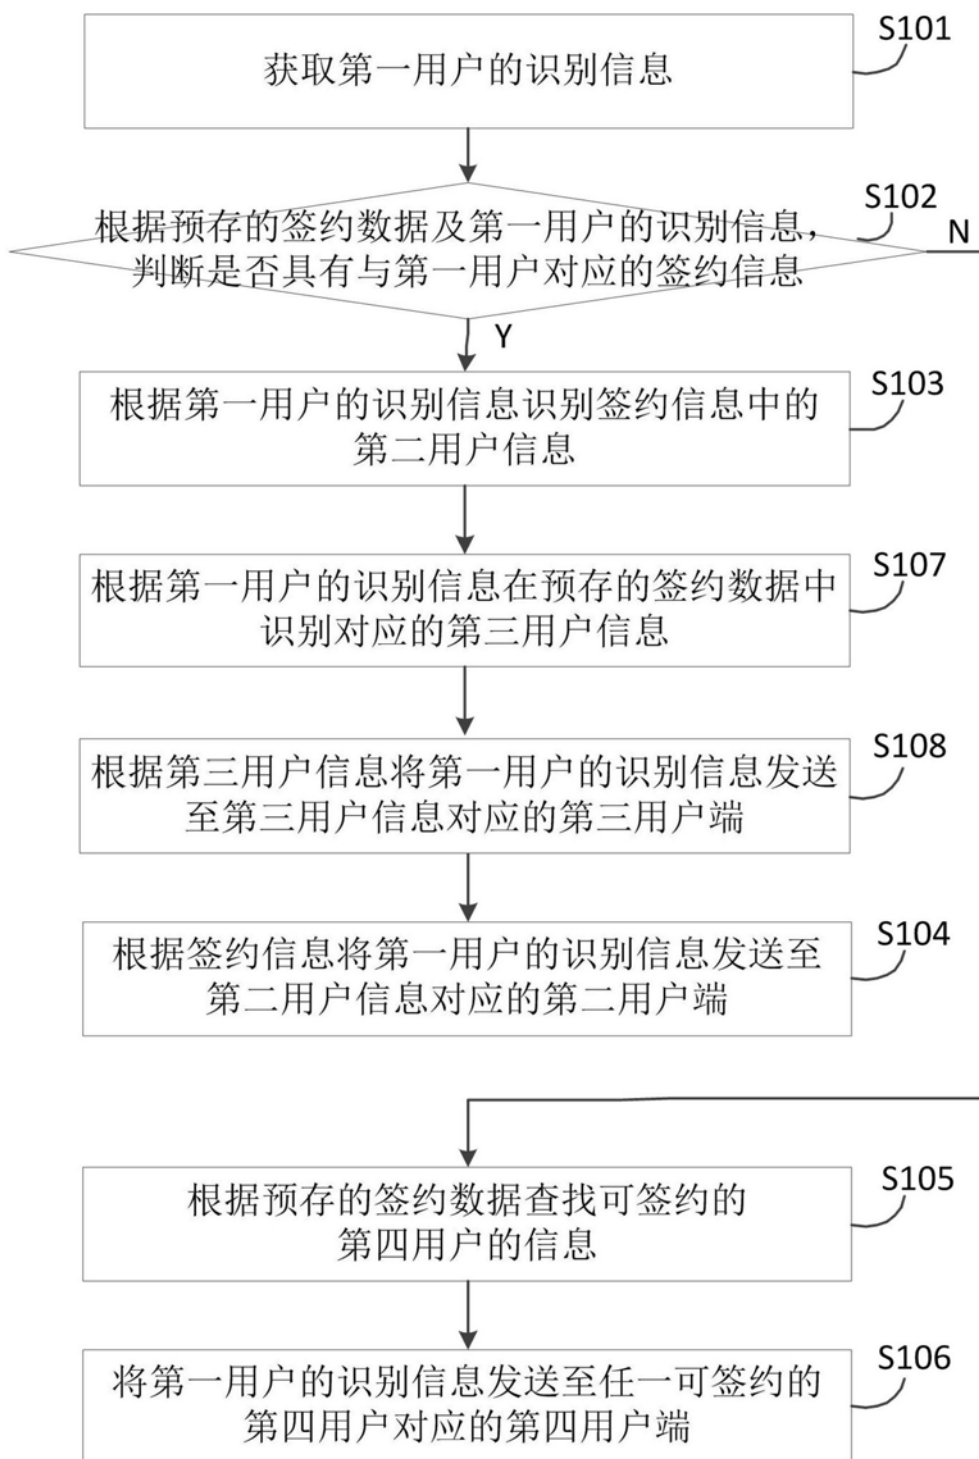 S101
获取第一用户的识别信息
S102
根据预存的签约数据及第一用户的识别信息，
判断是否具有与第一用户对应的签约信息
N
Y
S103
根据第一用户的识别信息识别签约信息中的
第二用户信息
S107
根据第一用户的识别信息在预存的签约数据中
识别对应的第三用户信息
S108
根据第三用户信息将第一用户的识别信息发送
至第三用户信息对应的第三用户端
S104
根据签约信息将第一用户的识别信息发送至
第二用户信息对应的第二用户端
S105
根据预存的签约数据查找可签约的
第四用户的信息
S106
将第一用户的识别信息发送至任一可签约的
第四用户对应的第四用户端